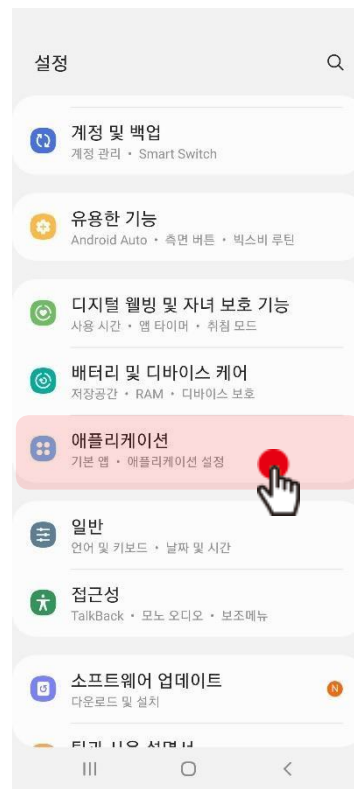 설정
계정 및 백업
계정 관리 • Smart Switch
유용한 기능
Android Auto • 측면 버튼 • 빅스비 루틴
디지털 웰빙 및 자녀 보호 기능
사용 시간 • 앱 타이머 • 취침 모드
배터리 및 디바이스 케어
저장공간 • RAM • 디바이스 보호
애플리케이션
기본 앱 • 애플리케이션 설정
일반
언어 및 키보드 • 날짜 및 시간
접근성
TalkBack • 모노 오디오 • 보조메뉴
소프트웨어 업데이트
N
다운로드 및 설치